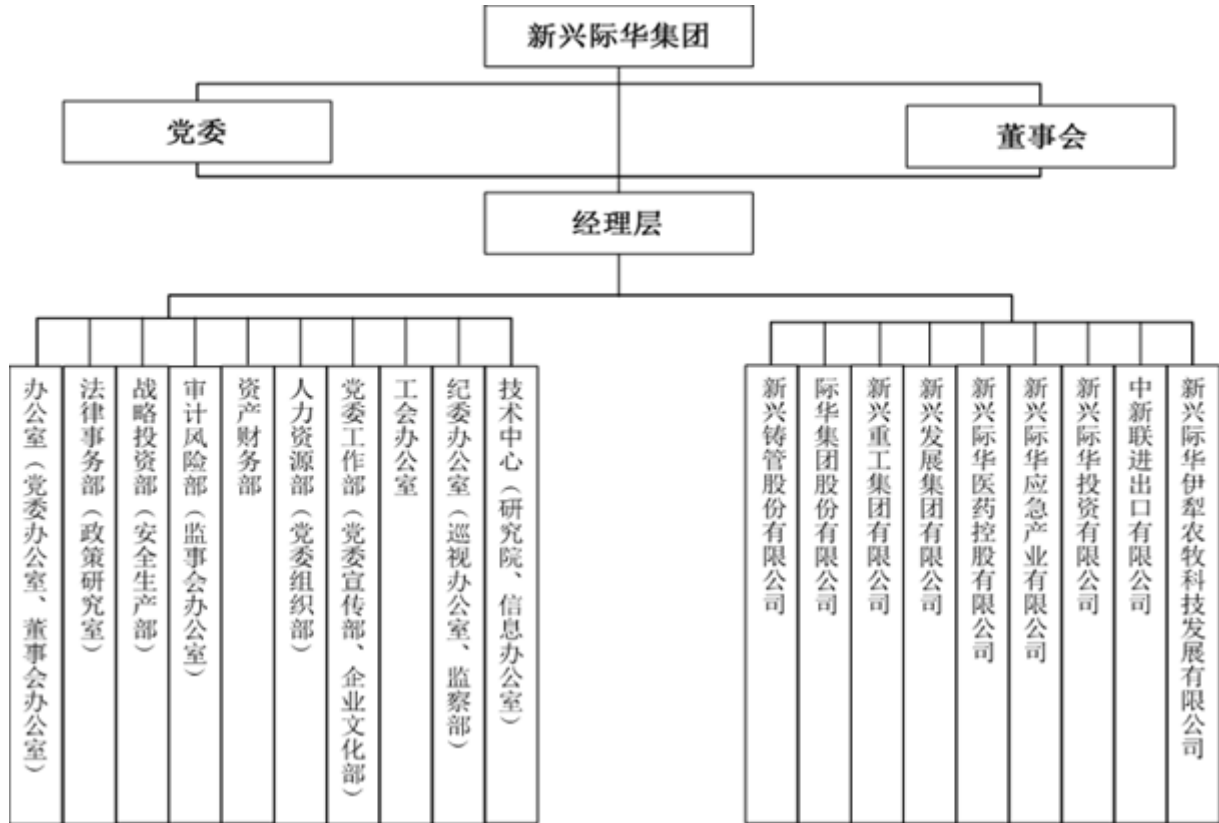 新兴际华集团
党委
董事会
经理层
办公室（党委办公室、董事会办公室）
法律事务部（政策研究室）
战略投资部（安全生产部）
审计风险部（监事会办公室）
资产财务部
人力资源部（党委组织部）
党委工作部（党委宣传部、企业文化部）
工会办公室
纪委办公室（巡视办公室、监察部）
技术中心（研究院、信息办公室）
新兴铸管股份有限公司
际华集团股份有限公司
新兴重工集团有限公司
新兴发展集团有限公司
新兴际华医药控股有限公司
新兴际华应急产业有限公司
新兴际华投资有限公司
中新联进出口有限公司
新兴际华伊犁农牧科技发展有限公司